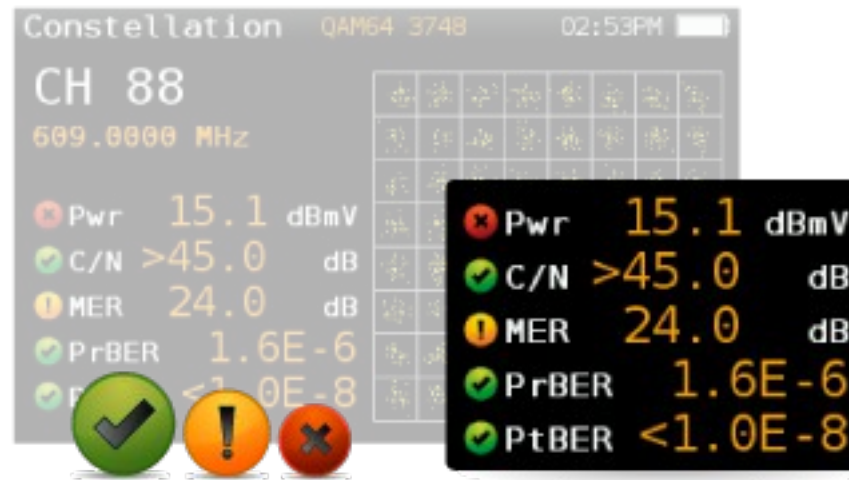 Constellation QAM64 3748 02:53PM
CH 88
609.0000 MHz
Pwr 15.1 dBmV
C/N >45.0 dB
MER 24.0 dB
PrBER 1.6E-6
<1.0E-8
Pwr 15.1 dBmV
C/N >45.0 dB
MER 24.0 dB
PrBER 1.6E-6
PtBER <1.0E-8